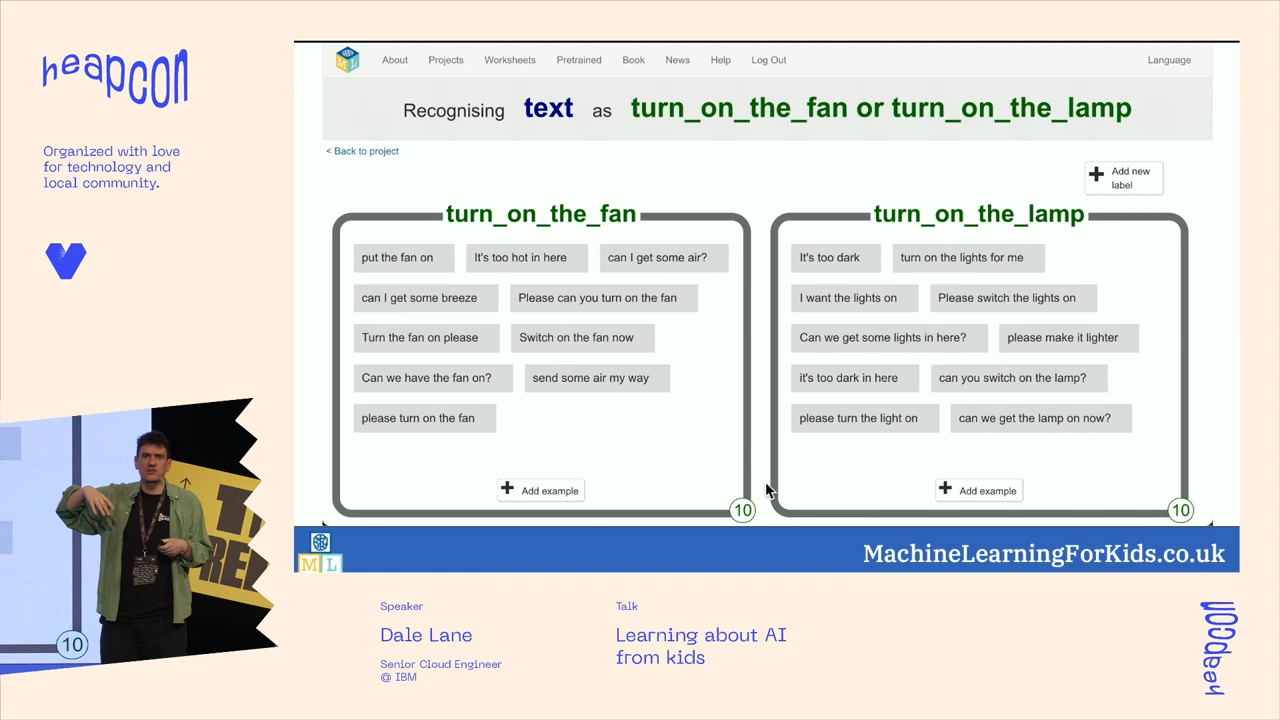 heapcon
Organized with love
for technology and
local community.
About Projects Worksheets Pretrained Book News Help Log Out Language
Recognising text as turn_on_the_fan or turn_on_the_lamp
< Back to project
Add new
label
turn_on_the_fan
put the fan on It's too hot in here can I get some air?
can I get some breeze Please can you turn on the fan
Turn the fan on please Switch on the fan now
Can we have the fan on? send some air my way
please turn on the fan
Add example
10
turn_on_the_lamp
It's too dark turn on the lights for me
I want the lights on Please switch the lights on
Can we get some lights in here? please make it lighter
it's too dark in here can you switch on the lamp?
please turn the light on can we get the lamp on now?
Add example
10
M L
MachineLearningForKids.co.uk
10
Speaker
Dale Lane
Senior Cloud Engineer
@ IBM
Talk
Learning about AI
from kids
heapcon